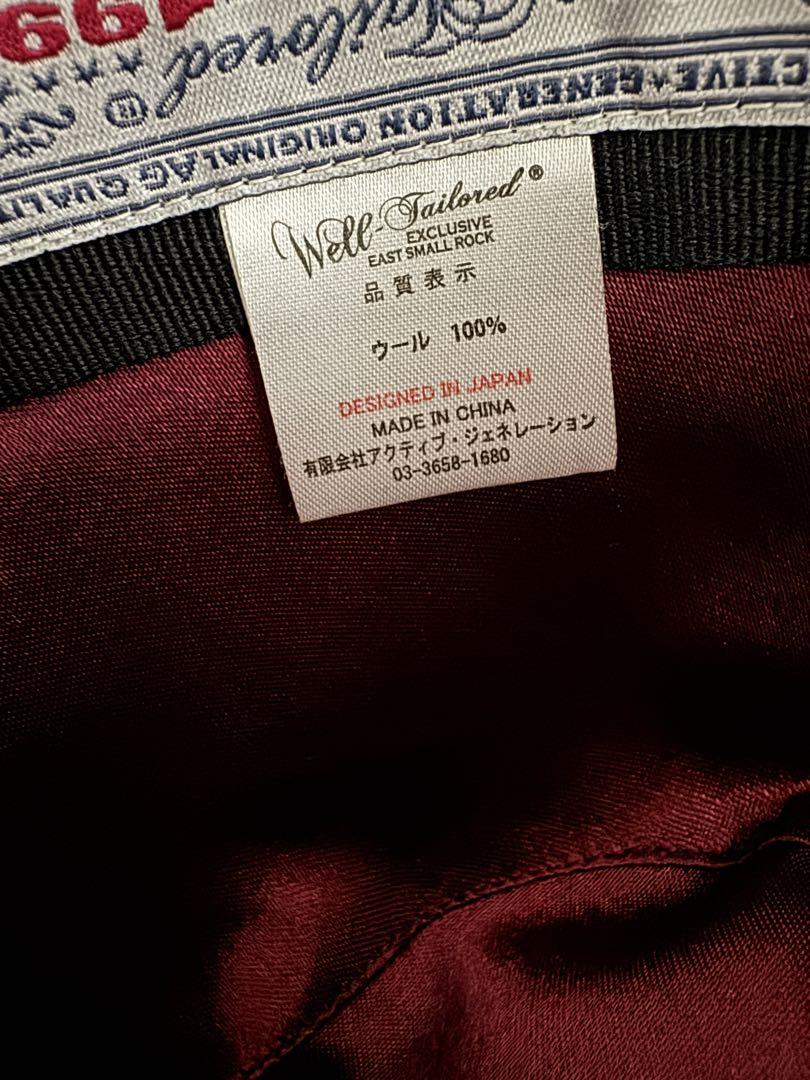 199
Tailored®
CTIVE★GENERATION ORIGINAL AG QUALIT
Well-Tailored®
EXCLUSIVE
EAST SMALL ROCK
品質表示
ウール 100%
DESIGNED IN JAPAN
MADE IN CHINA
有限会社アクティブ・ジェネレーション
03-3658-1680